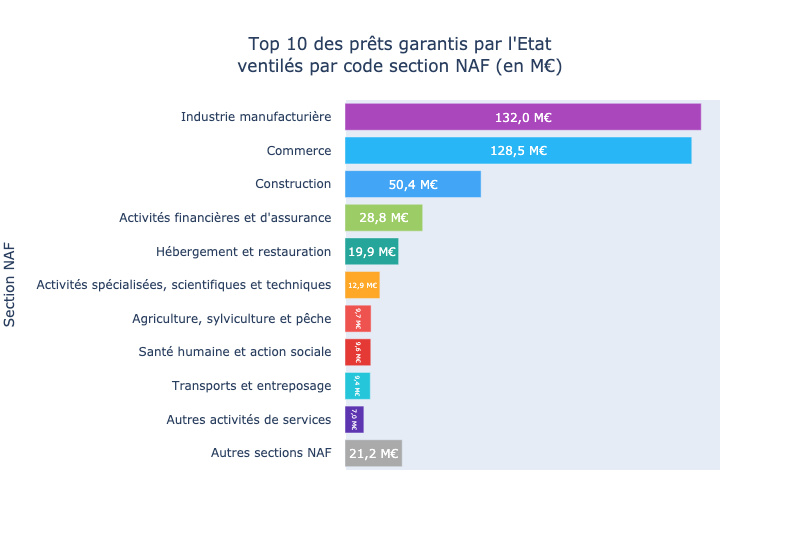 Top 10 des prêts garantis par l'Etat
ventilés par code section NAF (en M€)
Section NAF
Industrie manufacturière 132,0 M€
Commerce 128,5 M€
Construction 50,4 M€
Activités financières et d'assurance 28,8 M€
Hébergement et restauration 19,9 M€
Activités spécialisées, scientifiques et techniques 12,9 M€
Agriculture, sylviculture et pêche 9,7 M€
Santé humaine et action sociale 9,6 M€
Transports et entreposage 9,4 M€
Autres activités de services 7,0 M€
Autres sections NAF 21,2 M€